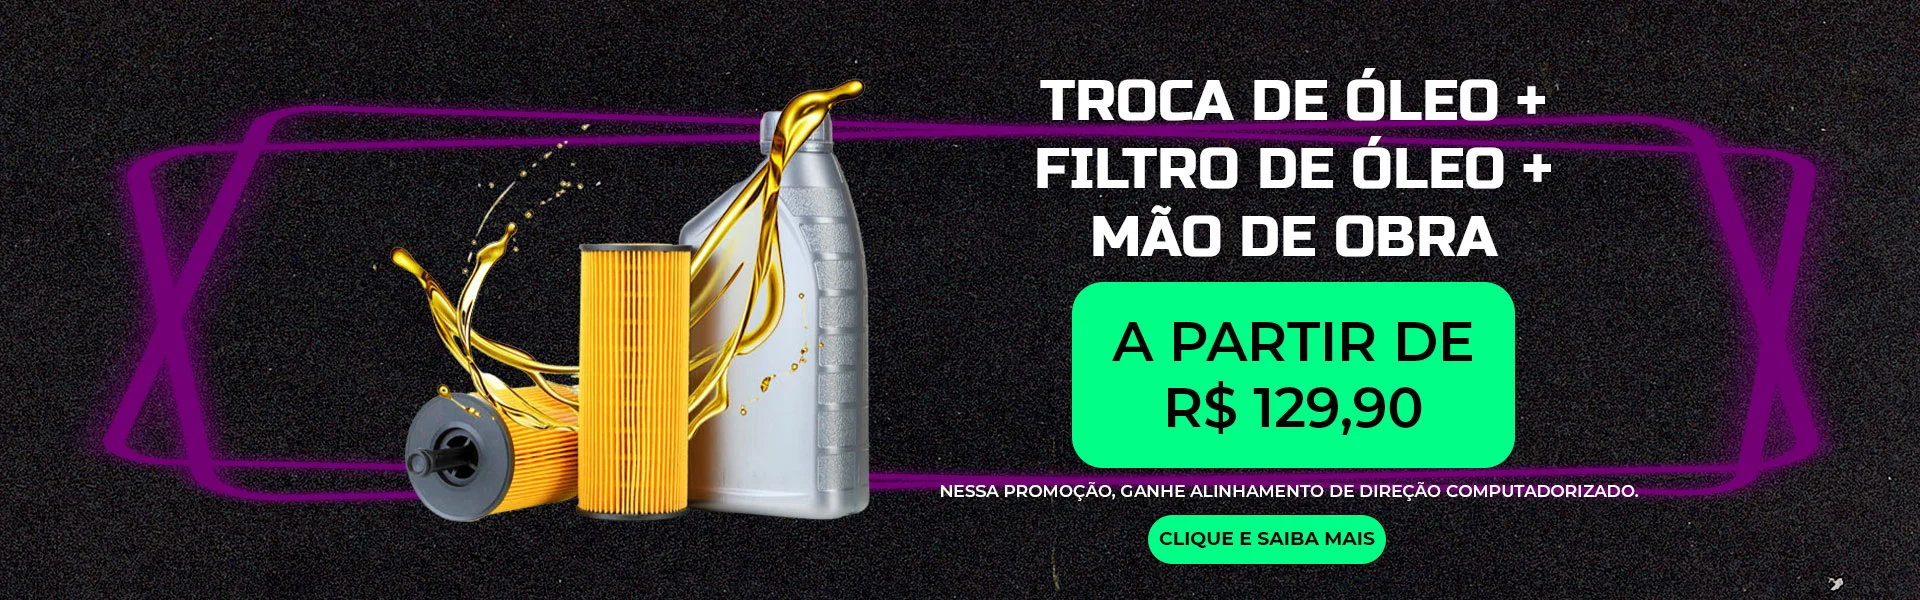 TROCA DE ÓLEO +
FILTRO DE ÓLEO +
MÃO DE OBRA
A PARTIR DE
R$ 129,90
NESSA PROMOÇÃO, GANHE ALINHAMENTO DE DIREÇÃO COMPUTADORIZADO.
CLIQUE E SAIBA MAIS